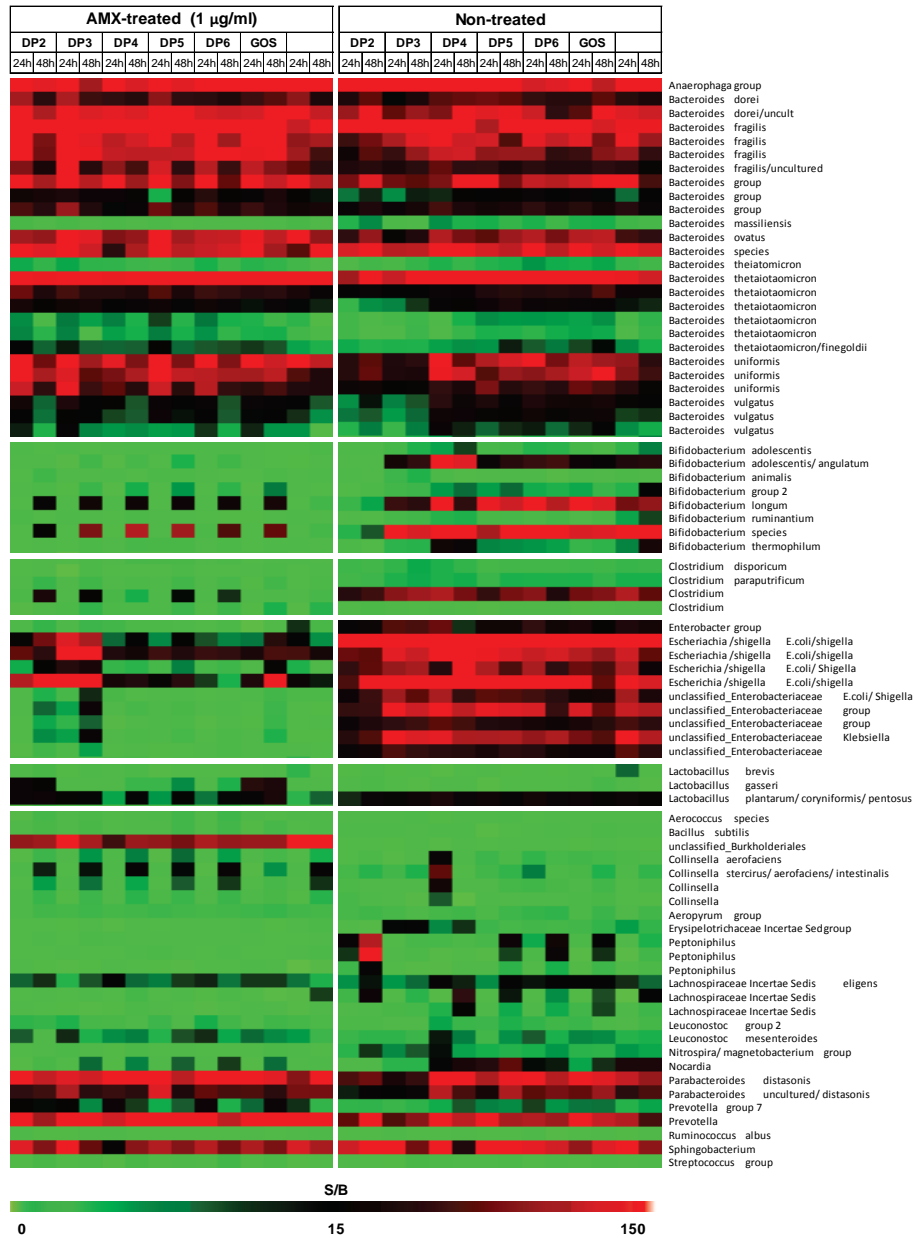 AMX-treated (1 µg/ml) Non-treated
DP2 DP3 DP4 DP5 DP6 GOS DP2 DP3 DP4 DP5 DP6 GOS
24h 48h 24h 48h 24h 48h 24h 48h 24h 48h 24h 48h 24h 48h 24h 48h 24h 48h 24h 48h 24h 48h 24h 48h 24h 48h 24h 48h
Anaerophaga group
Bacteroides dorei
Bacteroides dorei/uncult
Bacteroides fragilis
Bacteroides fragilis
Bacteroides fragilis
Bacteroides fragilis/uncultured
Bacteroides group
Bacteroides group
Bacteroides group
Bacteroides massiliensis
Bacteroides ovatus
Bacteroides species
Bacteroides theiatomicron
Bacteroides thetaiotaomicron
Bacteroides thetaiotaomicron
Bacteroides thetaiotaomicron
Bacteroides thetaiotaomicron
Bacteroides thetaiotaomicron
Bacteroides thetaiotaomicron/finegoldii
Bacteroides uniformis
Bacteroides uniformis
Bacteroides uniformis
Bacteroides vulgatus
Bacteroides vulgatus
Bacteroides vulgatus
Bifidobacterium adolescentis
Bifidobacterium adolescentis/ angulatum
Bifidobacterium animalis
Bifidobacterium group 2
Bifidobacterium longum
Bifidobacterium ruminantium
Bifidobacterium species
Bifidobacterium thermophilum
Clostridium disporicum
Clostridium paraputrificum
Clostridium
Clostridium
Enterobacter group
Escheriachia /shigella E.coli/shigella
Escheriachia /shigella E.coli/shigella
Escherichia /shigella E.coli/ Shigella
Escherichia /shigella E.coli/shigella
unclassified_Enterobacteriaceae E.coli/ Shigella
unclassified_Enterobacteriaceae group
unclassified_Enterobacteriaceae group
unclassified_Enterobacteriaceae Klebsiella
unclassified_Enterobacteriaceae
Lactobacillus brevis
Lactobacillus gasseri
Lactobacillus plantarum/ coryniformis/ pentosus
Aerococcus species
Bacillus subtilis
unclassified_Burkholderiales
Collinsella aerofaciens
Collinsella stercirus/ aerofaciens/ intestinalis
Collinsella
Collinsella
Aeropyrum group
Erysipelotrichaceae Incertae Sedgroup
Peptoniphilus
Peptoniphilus
Peptoniphilus
Lachnospiraceae Incertae Sedis eligens
Lachnospiraceae Incertae Sedis
Lachnospiraceae Incertae Sedis
Leuconostoc group 2
Leuconostoc mesenteroides
Nitrospira/ magnetobacterium group
Nocardia
Parabacteroides distasonis
Parabacteroides uncultured/ distasonis
Prevotella group 7
Prevotella
Ruminococcus albus
Sphingobacterium
Streptococcus group
S/B
0 15 150